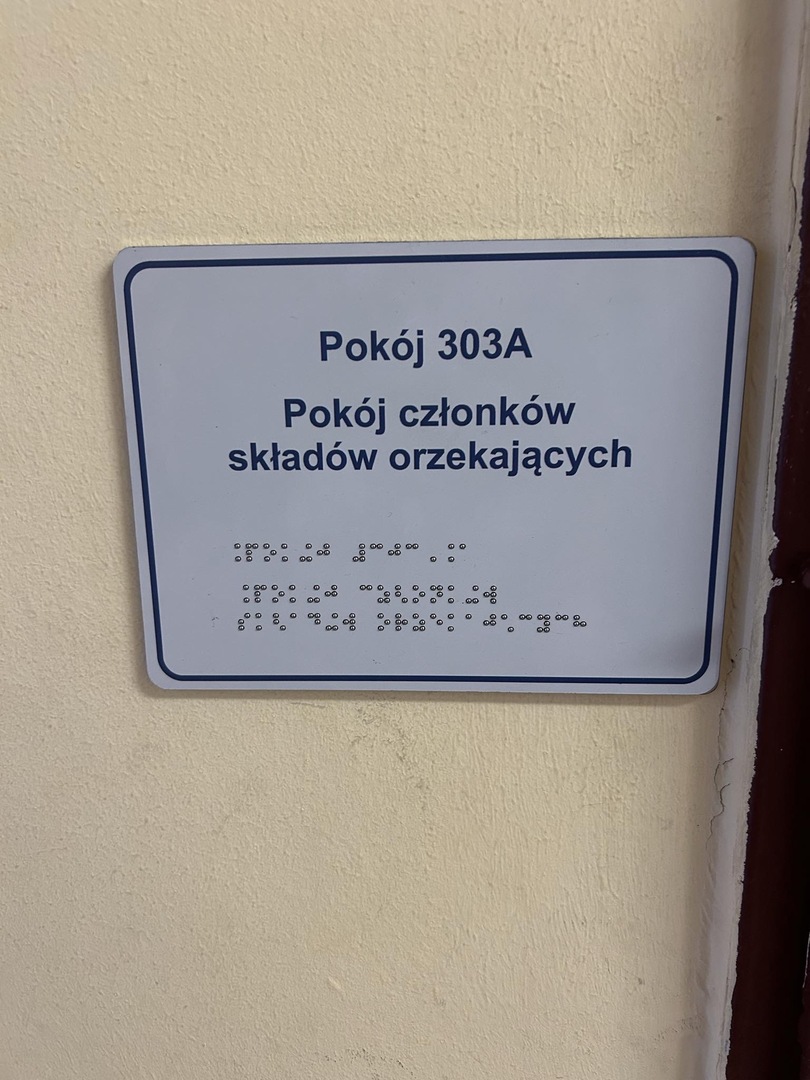 Pokój 303A
Pokój członków
składów orzekających